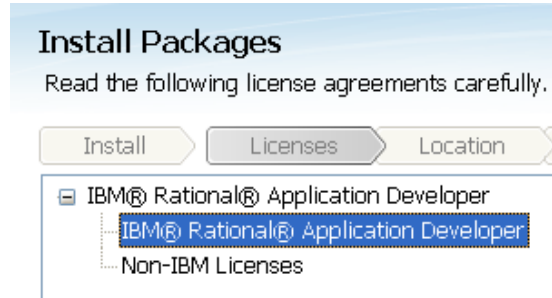 Install Packages
Read the following license agreements carefully.
Install Licenses Location
IBM® Rational® Application Developer
IBM® Rational® Application Developer
Non-IBM Licenses